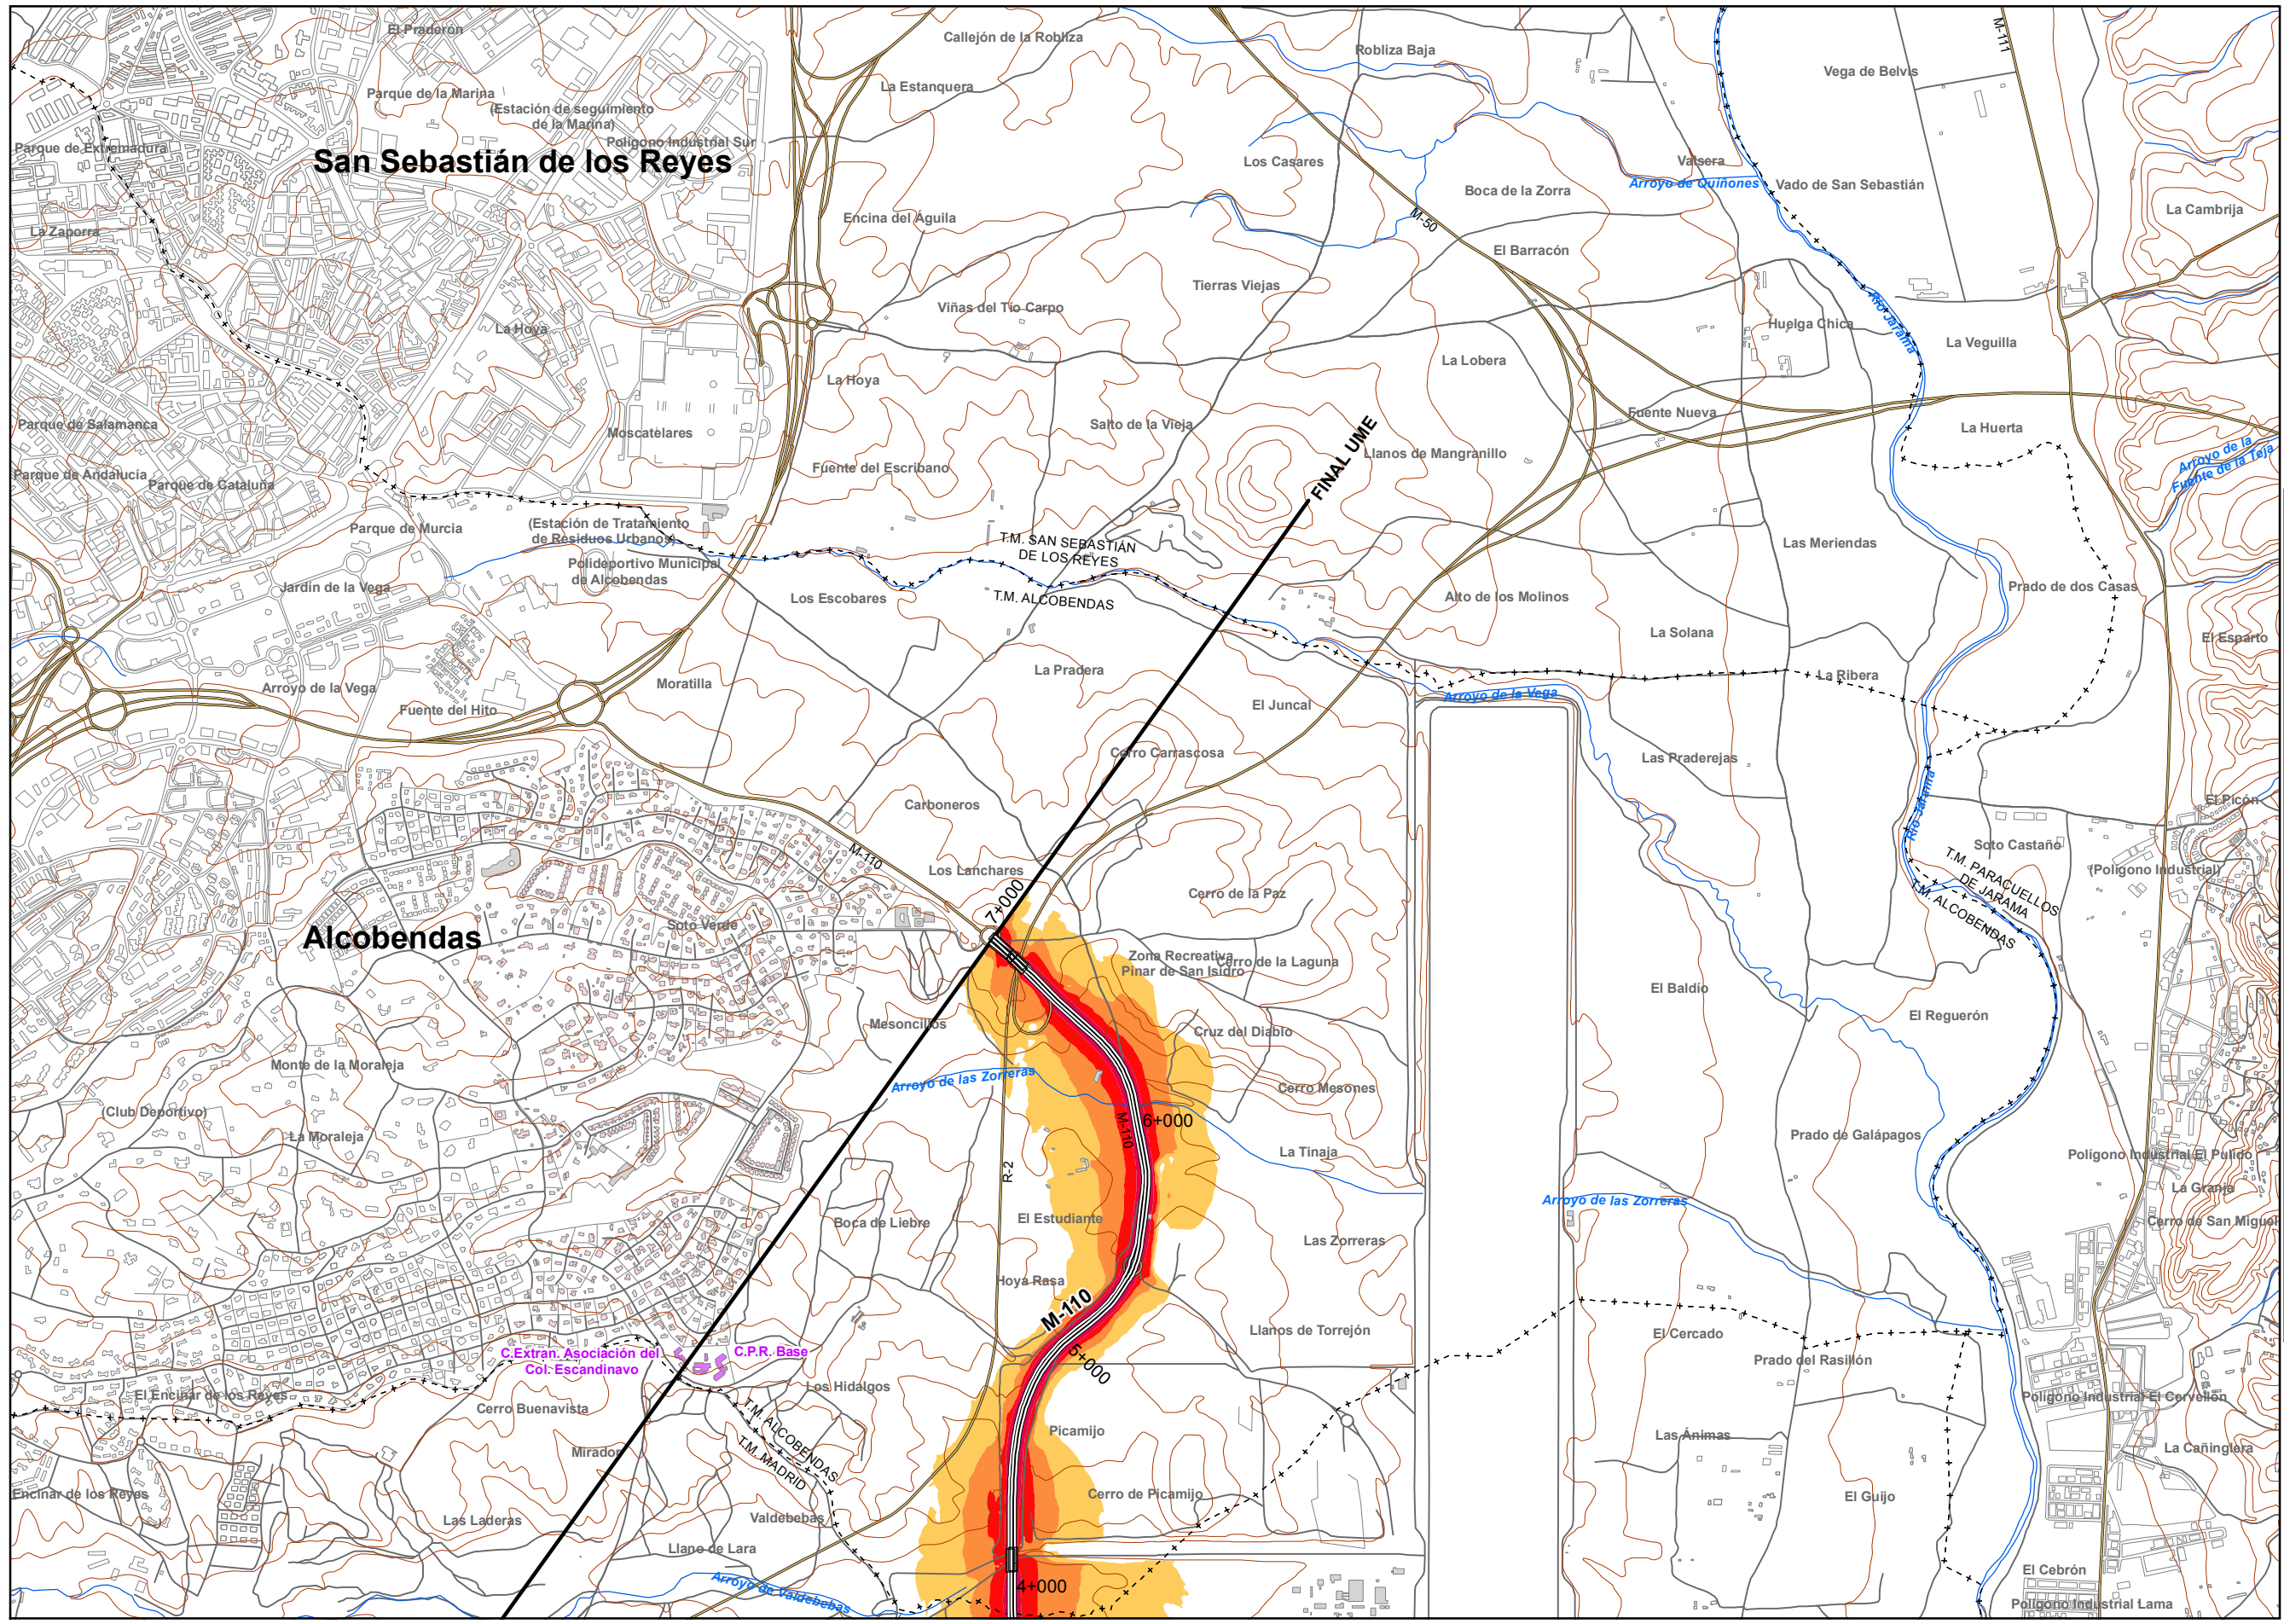 El Praderón
Callejón de la Robliza
Robliza Baja
M-111
Vega de Belvis
La Estanquera
Parque de la Marina
(Estación de seguimiento
de la Marina)
Polígono Industrial Sur
Parque de Extremadura
San Sebastián de los Reyes
Los Casares
Valsera
Arroyo de Quiñones
Vado de San Sebastián
Boca de la Zorra
La Cambrija
Encina del Águila
M-50
La Zaporra
El Barracón
Tierras Viejas
Viñas del Tío Carpo
Río Jarama
La Hoya
Huelga Chica
La Veguilla
La Lobera
La Hoya
Fuente Nueva
Parque de Salamanca
Moscatelares
Salto de la Vieja
FINAL UME
La Huerta
Llanos de Mangranillo
Arroyo de la
Fuente de la Teja
Parque de Andalucía
Parque de Cataluña
Fuente del Escribano
Parque de Murcia
(Estación de Tratamiento
de Residuos Urbanos)
T.M. SAN SEBASTIÁN
DE LOS REYES
Las Meriendas
Polideportivo Municipal
de Alcobendas
Jardín de la Vega
Los Escobares
T.M. ALCOBENDAS
Alto de los Molinos
Prado de dos Casas
La Solana
El Esparto
La Pradera
La Ribera
Arroyo de la Vega
Moratilla
Arroyo de la Vega
Fuente del Hito
El Juncal
Cerro Carrascosa
Las Praderejas
Río Jarama
Carboneros
El Picón
M-110
Soto Castaño
Los Lanchares
T.M. PARACUELLOS
DE JARAMA
T.M. ALCOBENDAS
(Polígono Industrial)
7+000
Cerro de la Paz
Soto Verde
Alcobendas
Zona Recreativa
Pinar de San Isidro
Cerro de la Laguna
El Baldío
Mesoncillos
Cruz del Diablo
El Reguerón
Monte de la Moraleja
Arroyo de las Zorreras
Cerro Mesones
(Club Deportivo)
M-110
6+000
La Moraleja
Prado de Galápagos
La Tinaja
Polígono Industrial El Pulido
R-2
La Granja
Arroyo de las Zorreras
El Estudiante
Boca de Liebre
Cerro de San Miguel
Las Zorreras
Hoya Rasa
M-110
Llanos de Torrejón
El Cercado
5+000
C.Extran. Asociación del
Col. Escandinavo
C.P.R. Base
Prado del Rasillón
Los Hidalgos
El Encinar de los Reyes
Polígono Industrial El Cervellón
Cerro Buenavista
T.M. ALCOBENDAS
T.M. MADRID
Picamijo
Las Ánimas
Mirador
La Cañinglera
Encinar de los Reyes
Cerro de Picamijo
El Guijo
Las Laderas
Valdebebas
Llano de Lara
El Cebrón
Arroyo de Valdebebas
4+000
Polígono Industrial Lama